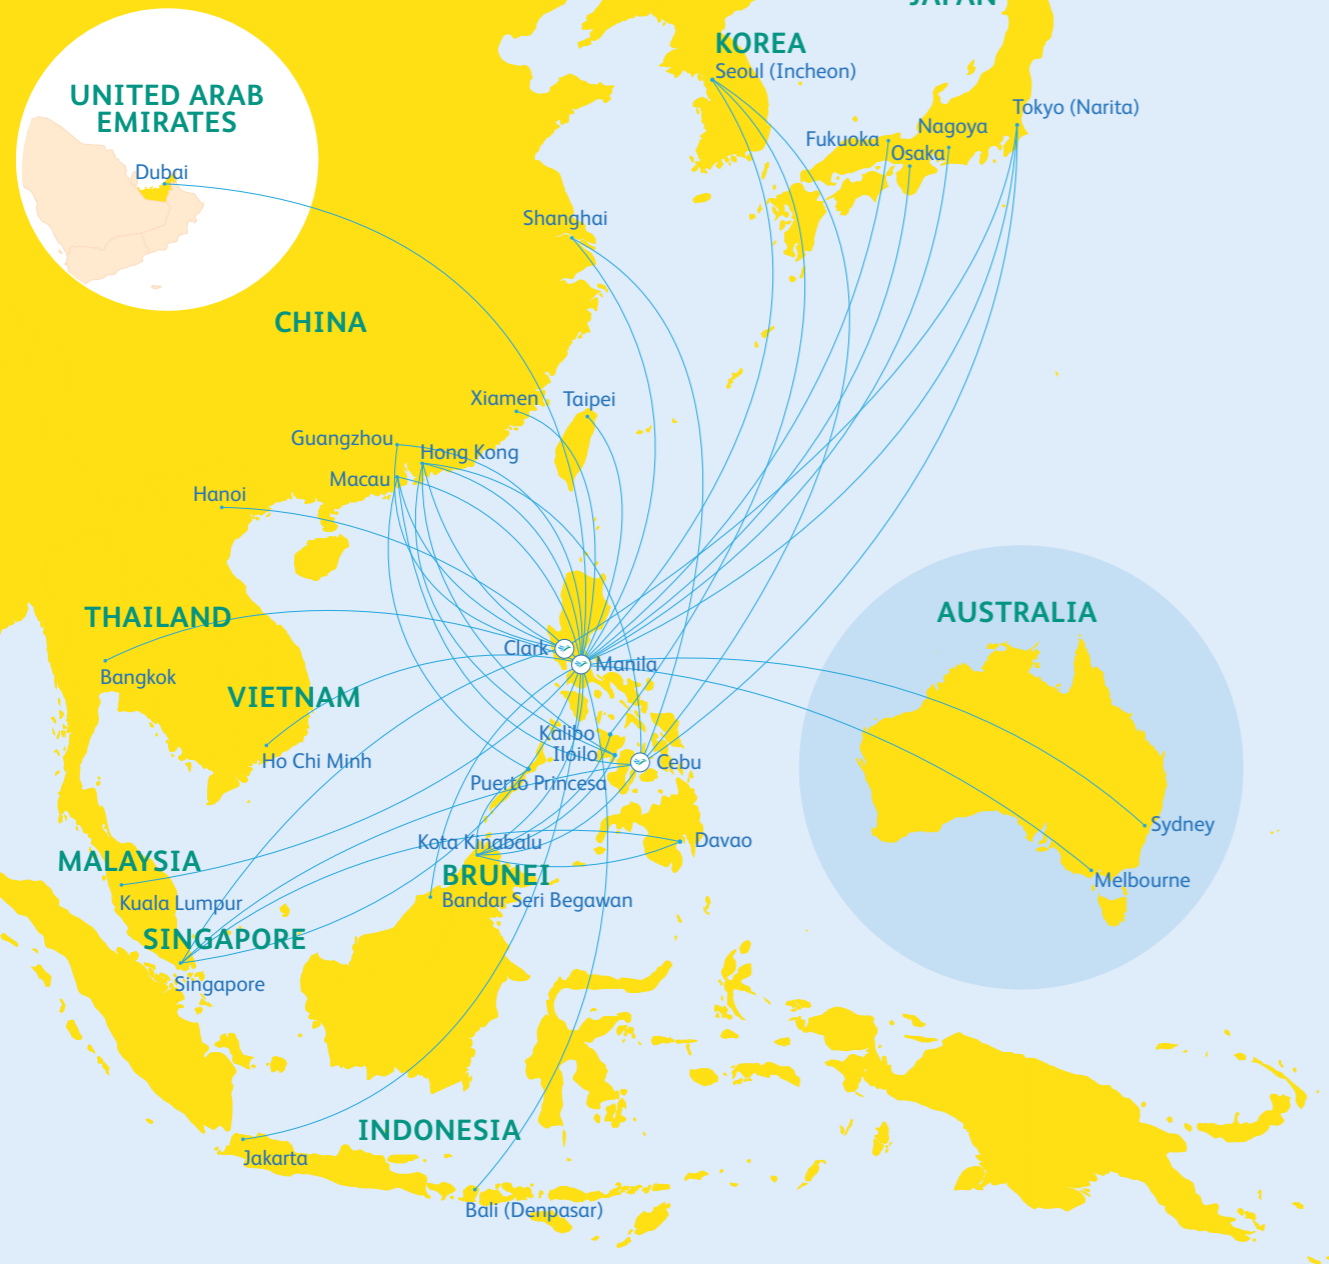 JAPAN
KOREA
Seoul (Incheon)
UNITED ARAB
EMIRATES
Tokyo (Narita)
Nagoya
Fukuoka
Osaka
Dubai
Shanghai
CHINA
Xiamen
Taipei
Guangzhou
Hong Kong
Macau
Hanoi
THAILAND
AUSTRALIA
Clark
Manila
Bangkok
VIETNAM
Kalibo
Iloilo
Ho Chi Minh
Cebu
Puerto Princesa
Sydney
Kota Kinabalu
Davao
MALAYSIA
BRUNEI
Melbourne
Kuala Lumpur
Bandar Seri Begawan
SINGAPORE
Singapore
INDONESIA
Jakarta
Bali (Denpasar)